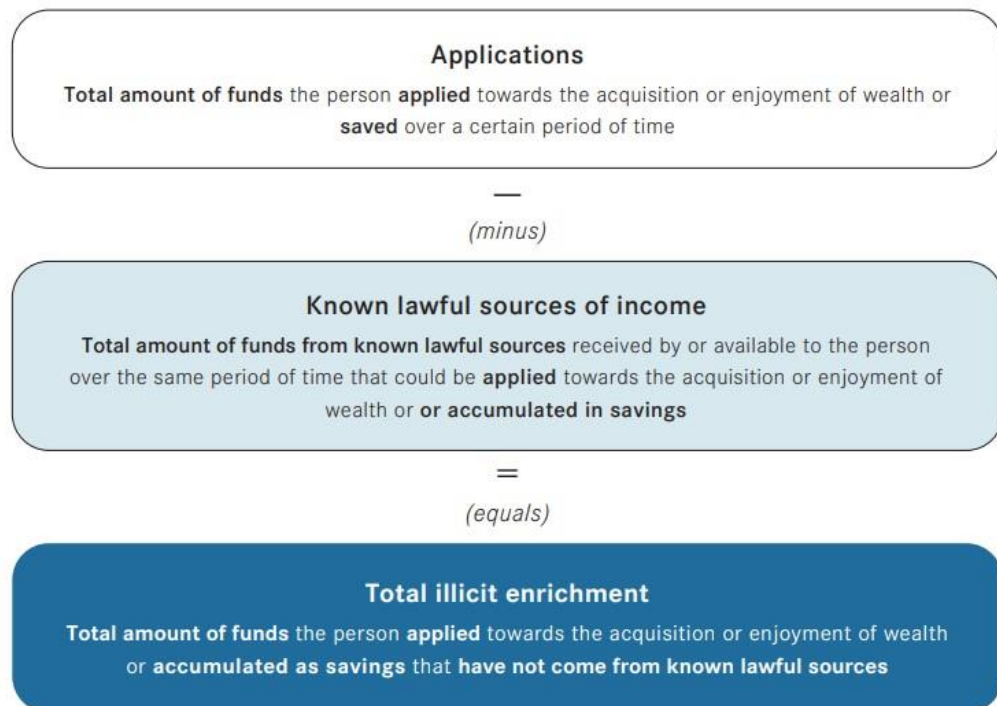 Applications
Total amount of funds the person applied towards the acquisition or enjoyment of wealth or
saved over a certain period of time
—
(minus)
Known lawful sources of income
Total amount of funds from known lawful sources received by or available to the person
over the same period of time that could be applied towards the acquisition or enjoyment of
wealth or or accumulated in savings
=
(equals)
Total illicit enrichment
Total amount of funds the person applied towards the acquisition or enjoyment of wealth
or accumulated as savings that have not come from known lawful sources